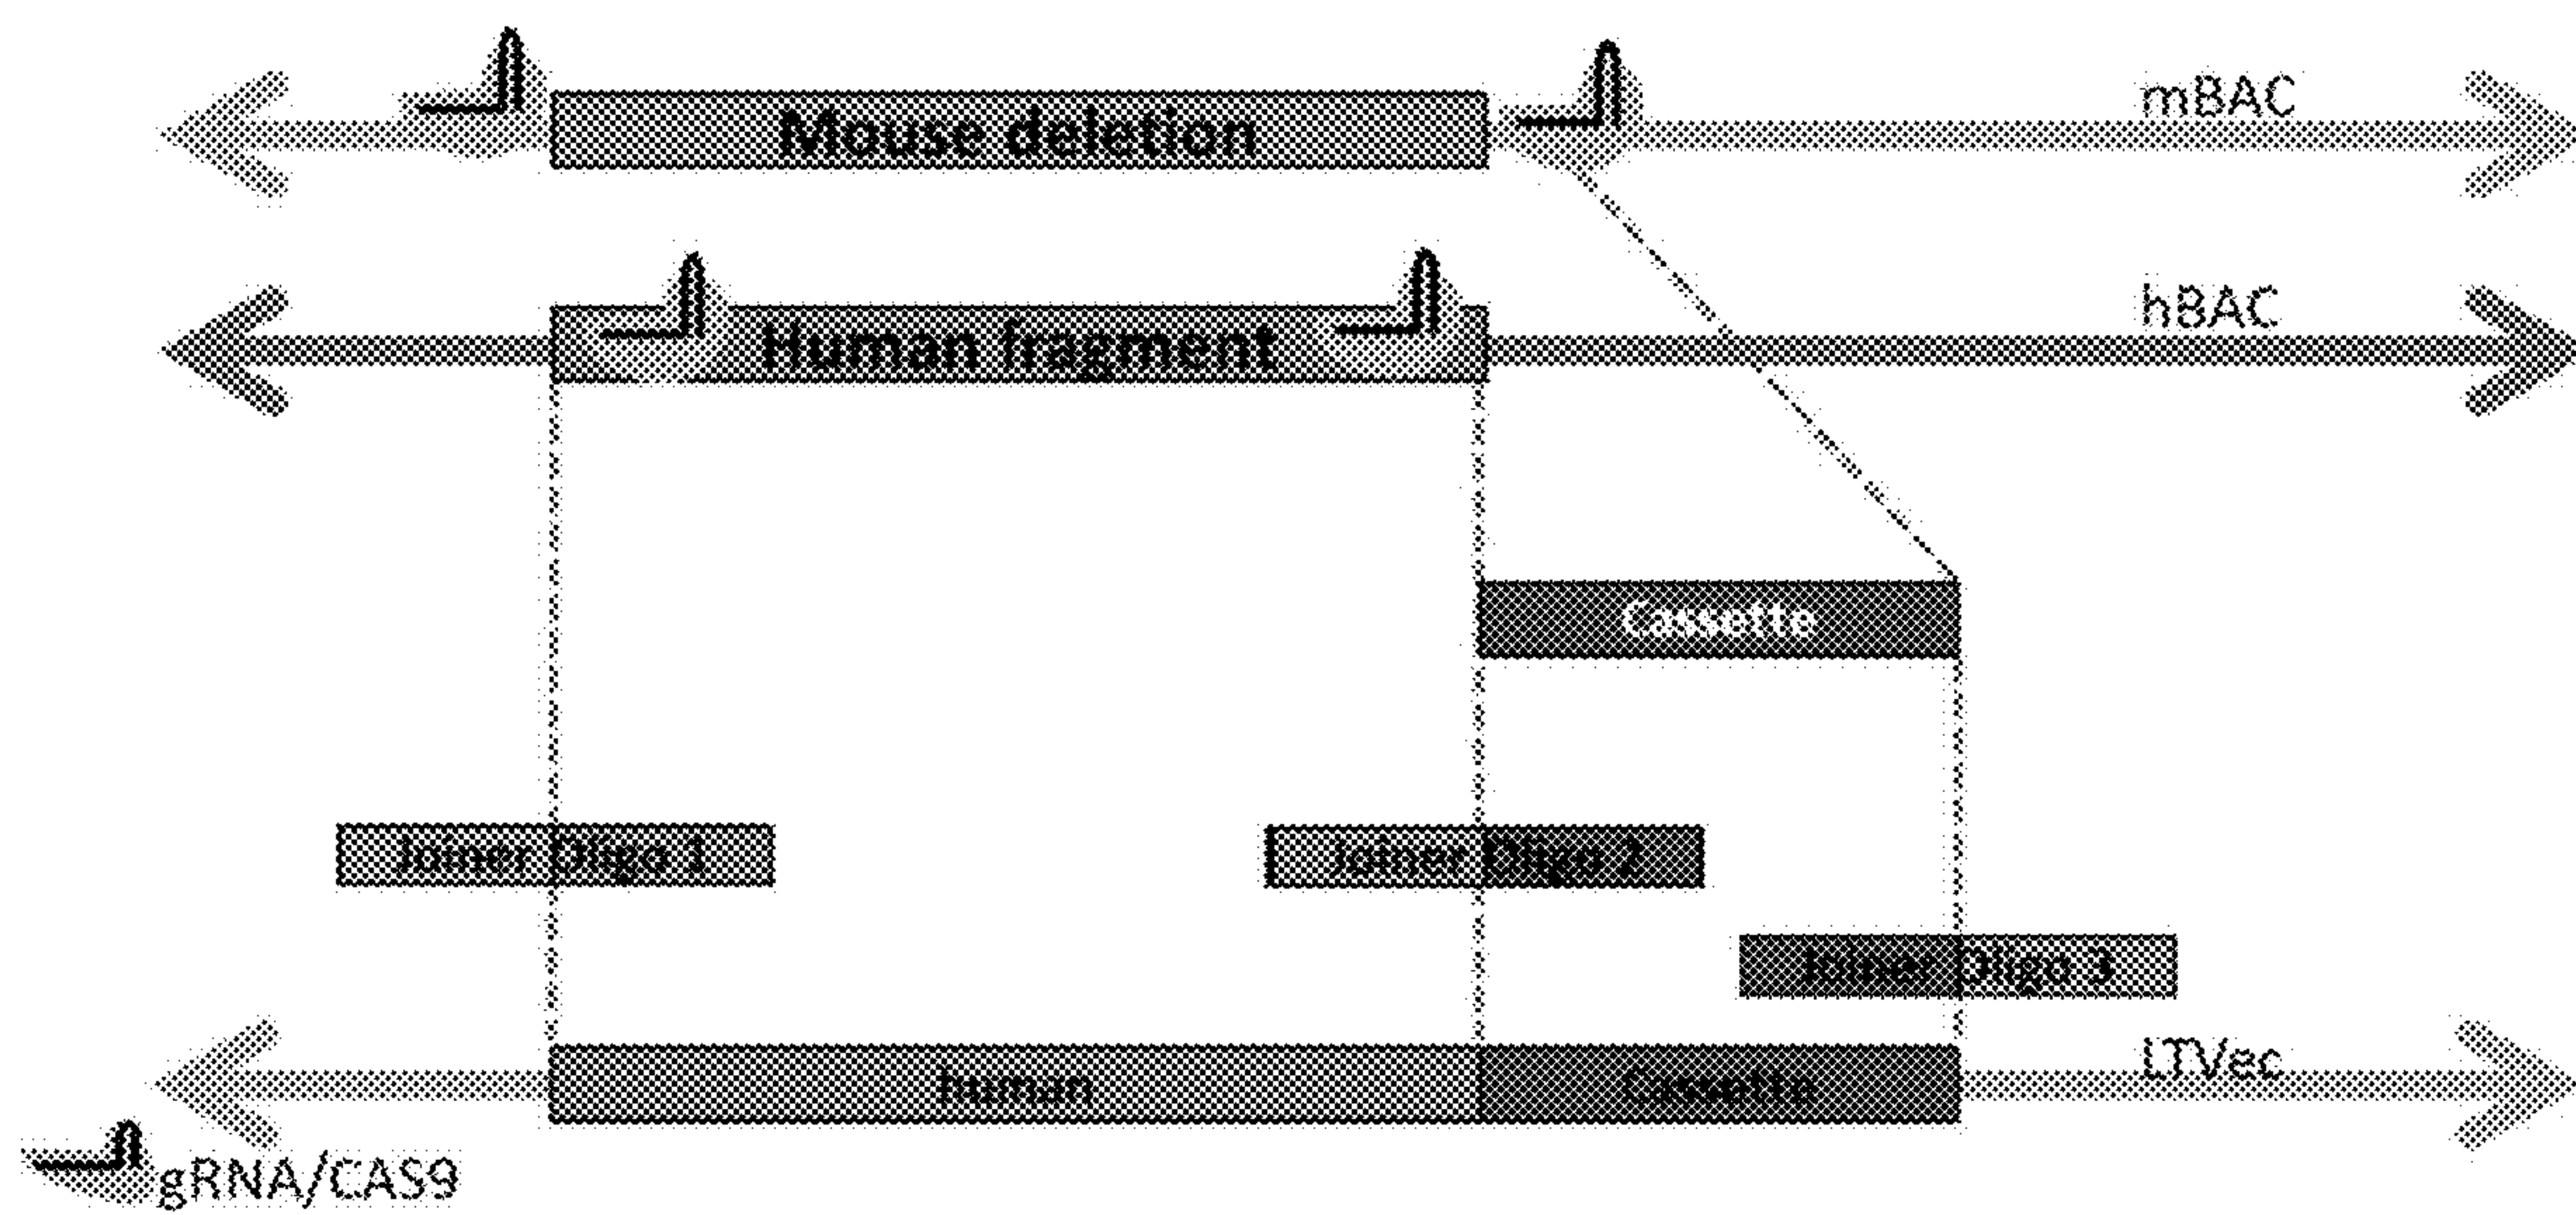 mBAC
Mouse deletion
hBAC
Human fragment
Cassette
Joiner Oligo 1
Joiner Oligo 2
Joiner Oligo 3
LTVec
human
Cassette
gRNA/CAS9